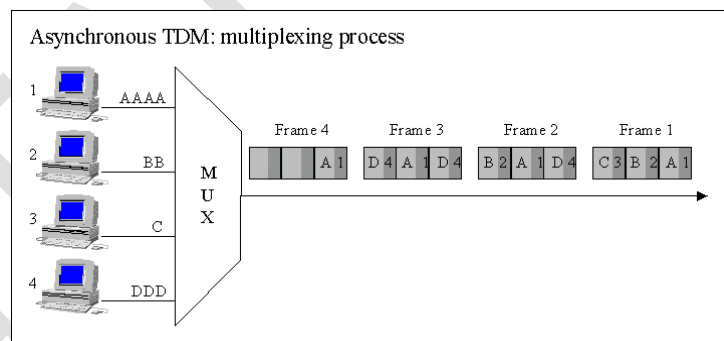 Asynchronous TDM: multiplexing process
1 AAAA
Frame 4 Frame 3 Frame 2 Frame 1
2 BB
A 1 D 4 A 1 D 4 B 2 A 1 D 4 C 3 B 2 A 1
M
U
X
3 C
4 DDD